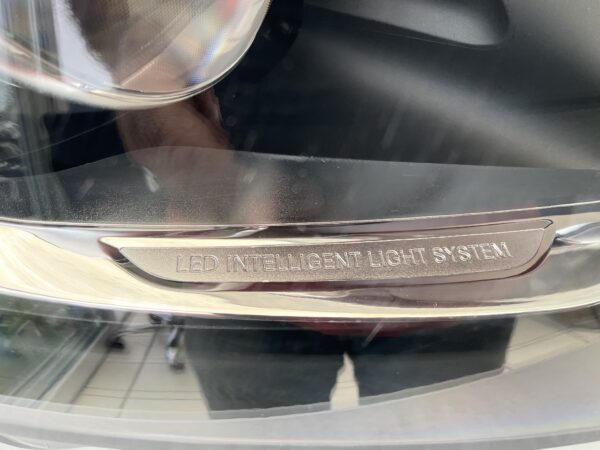 LED INTELLIGENT LIGHT SYSTEM